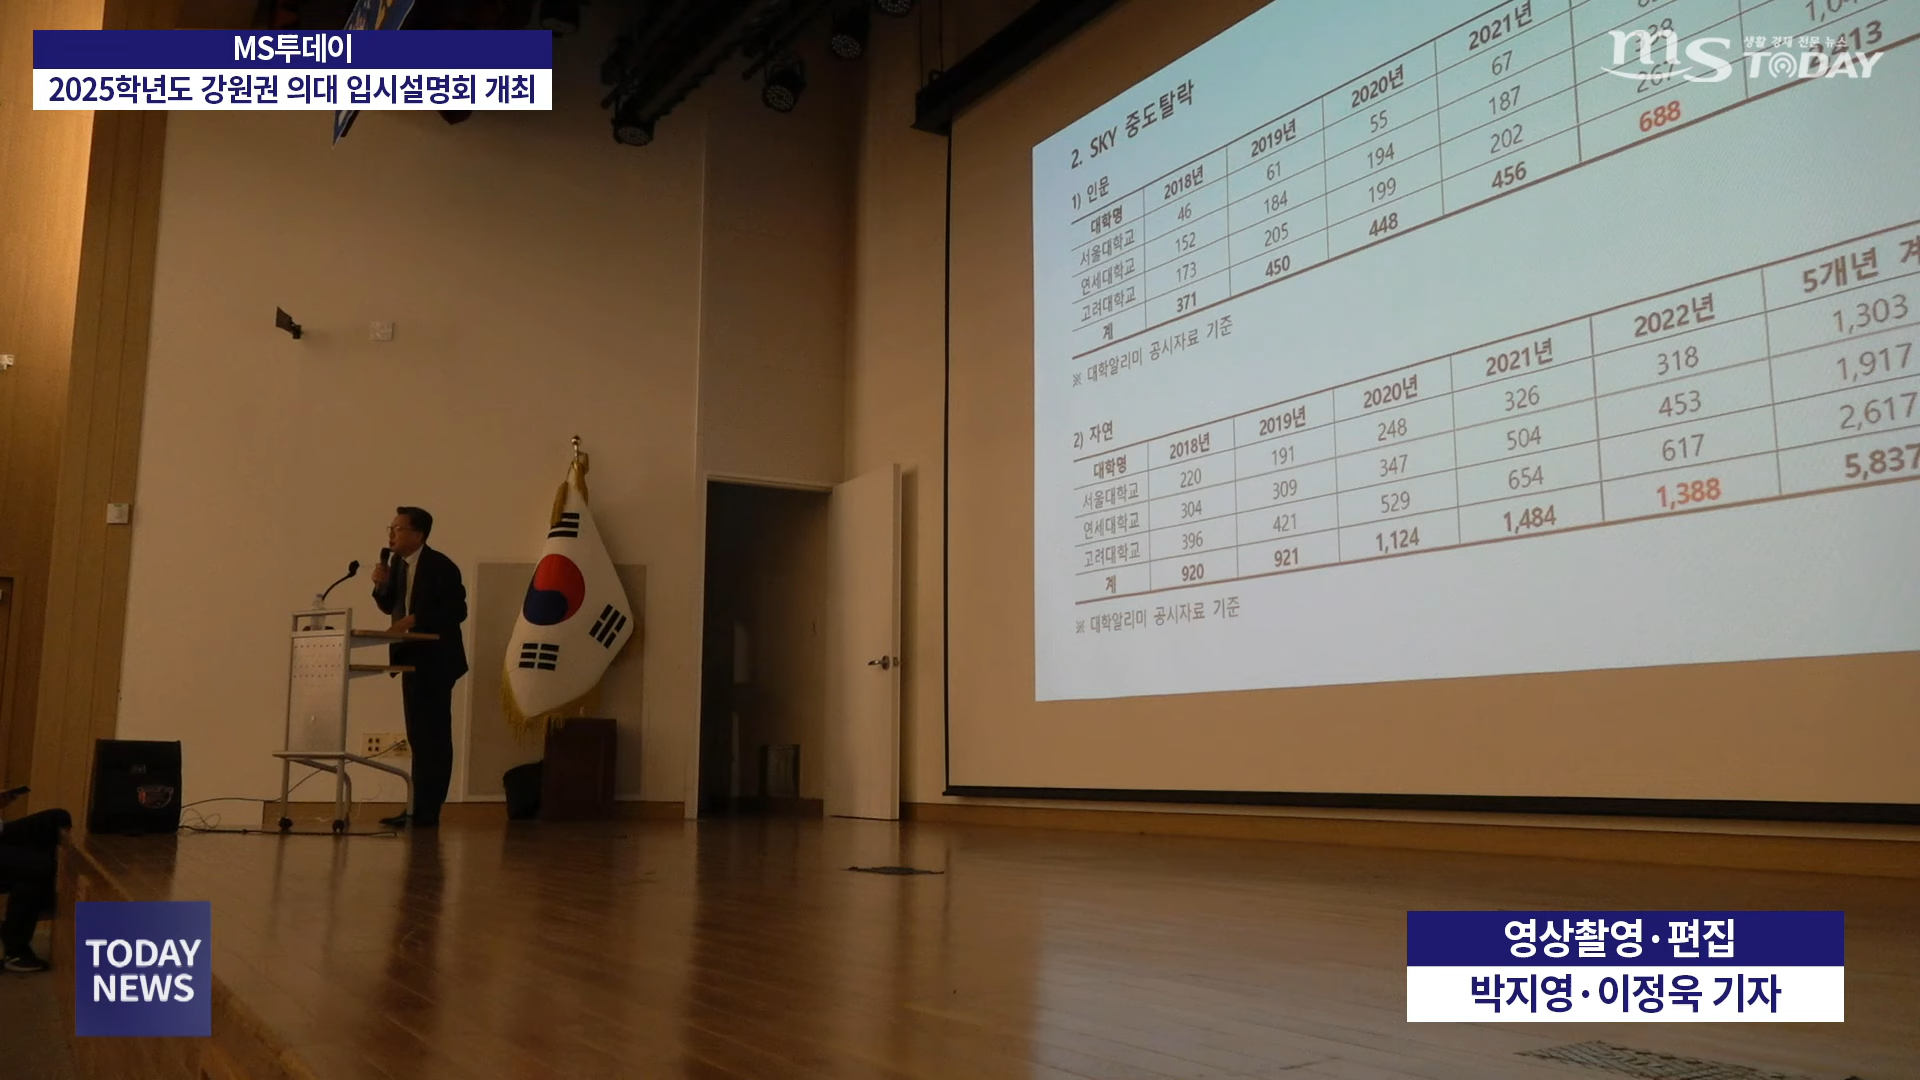 MS투데이
2025학년도 강원권 의대 입시설명회 개최
ms 생활 경제 전문 뉴스
TODAY
2. SKY 중도탈락
1) 인문
대학명 2018년 2019년 2020년 2021년
서울대학교 46 61 55 67
연세대학교 152 184 194 187
고려대학교 173 205 199 202 267
계 371 450 448 456 688
※ 대학알리미 공시자료 기준
2) 자연
대학명 2018년 2019년 2020년 2021년 2022년 5개년
서울대학교 220 191 248 326 318 1,303
연세대학교 304 309 347 504 453 1,917
고려대학교 396 421 529 654 617 2,617
계 920 921 1,124 1,484 1,388 5,837
※ 대학알리미 공시자료 기준
TODAY
NEWS
영상촬영·편집
박지영·이정욱 기자